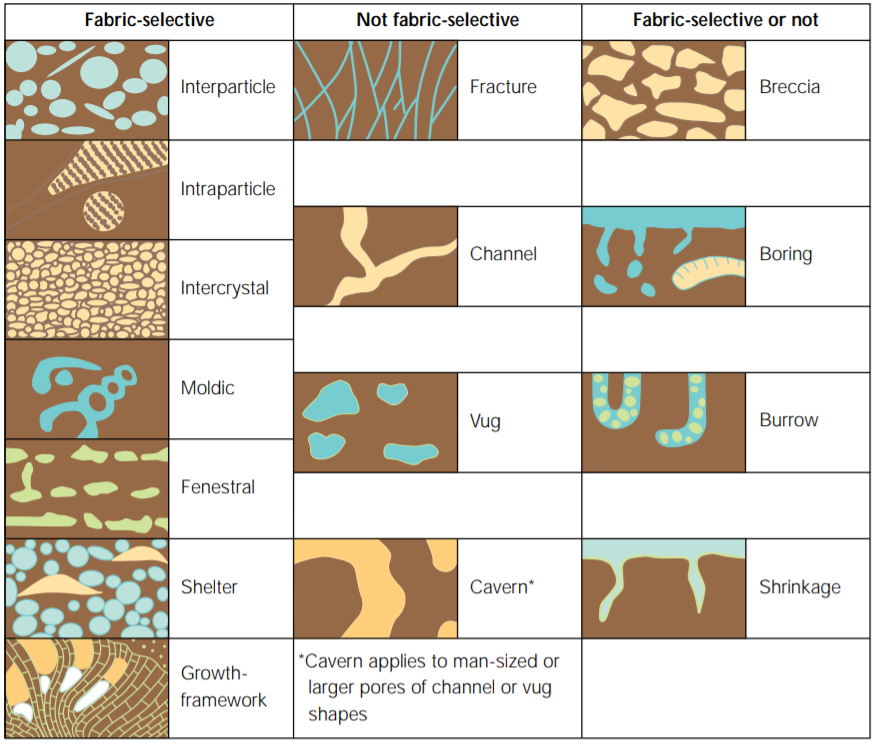 Fabric-selective
Not fabric-selective
Fabric-selective or not
Interparticle
Fracture
Breccia
Intraparticle
Channel
Boring
Intercrystal
Moldic
Vug
Burrow
Fenestral
Shelter
Cavern*
Shrinkage
Growth-
framework
*Cavern applies to man-sized or
larger pores of channel or vug
shapes